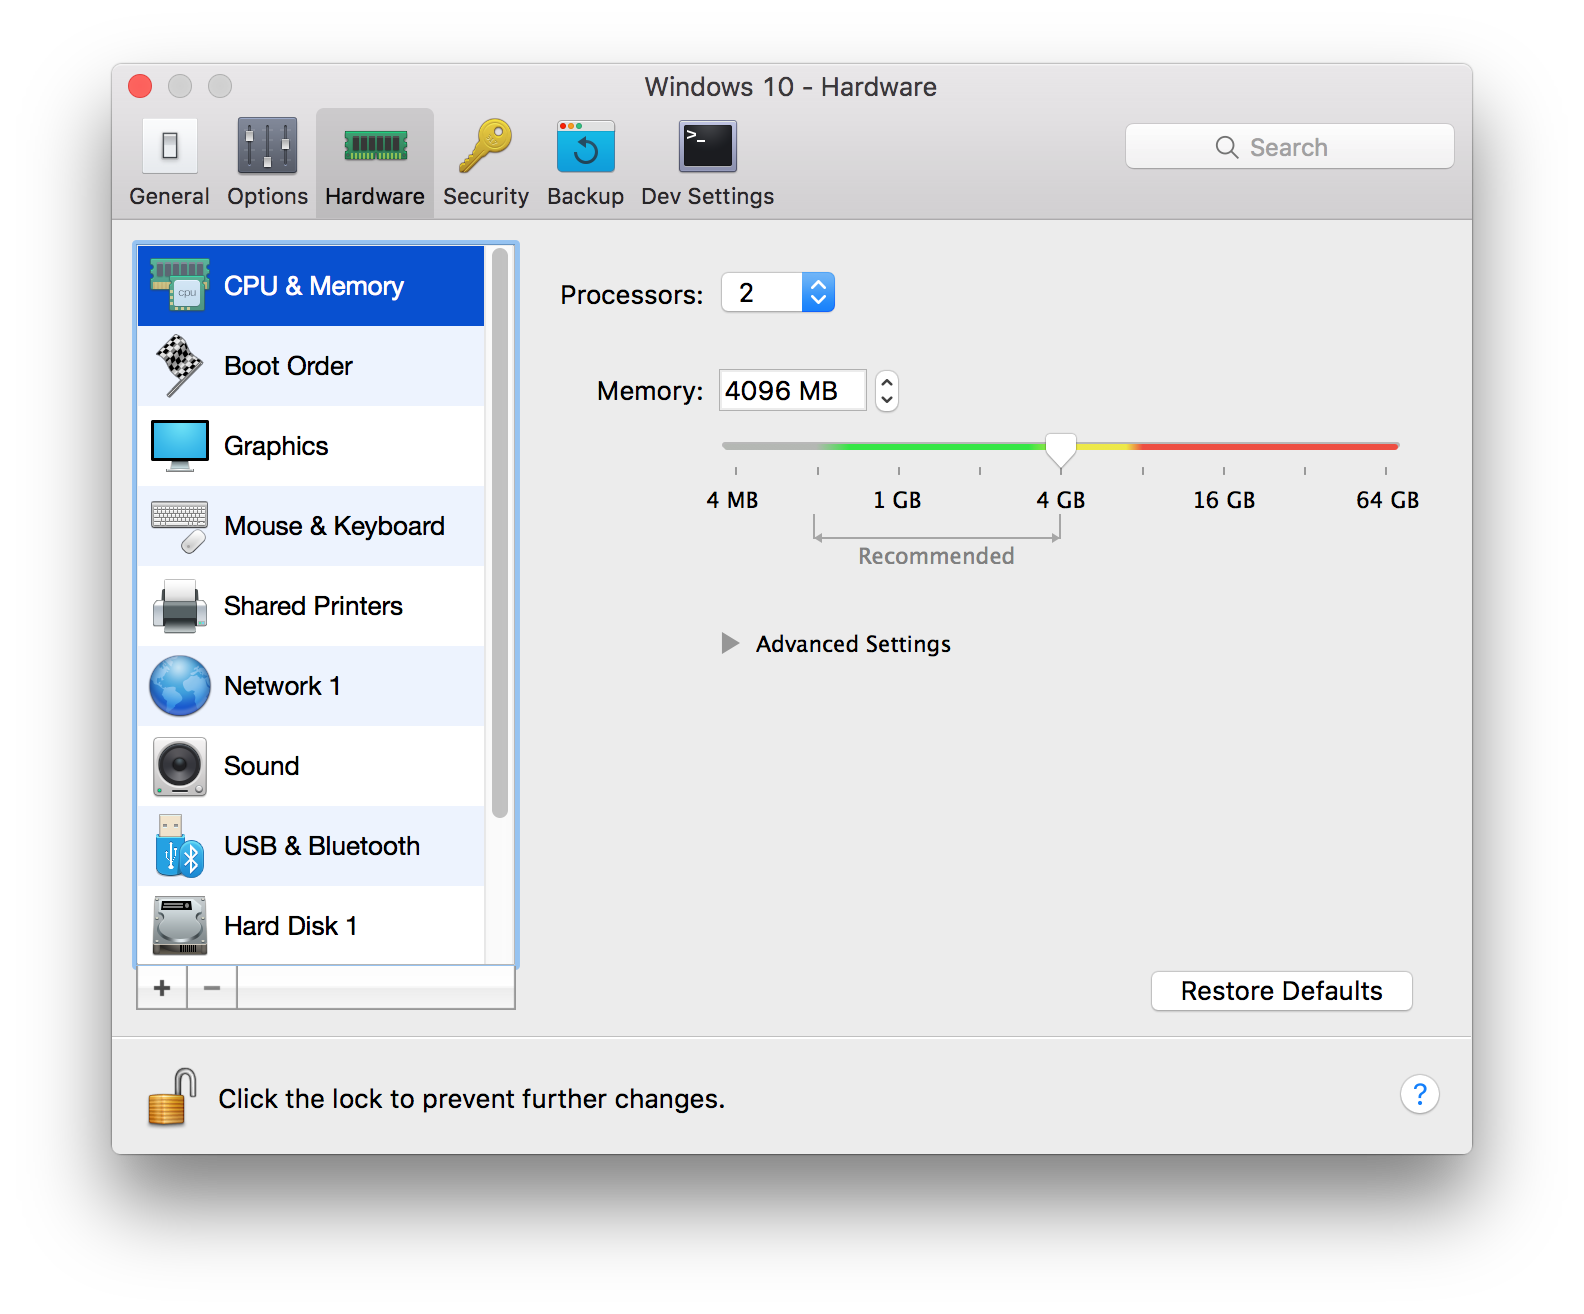 Windows 10 - Hardware
General Options Hardware Security Backup Dev Settings
Search
>_
CPU & Memory
cpu
Boot Order
Graphics
Mouse & Keyboard
Shared Printers
Network 1
Sound
USB & Bluetooth
Hard Disk 1
+ −
Processors: 2
Memory: 4096 MB
4 MB 1 GB 4 GB 16 GB 64 GB
Recommended
Advanced Settings
Restore Defaults
Click the lock to prevent further changes.
?